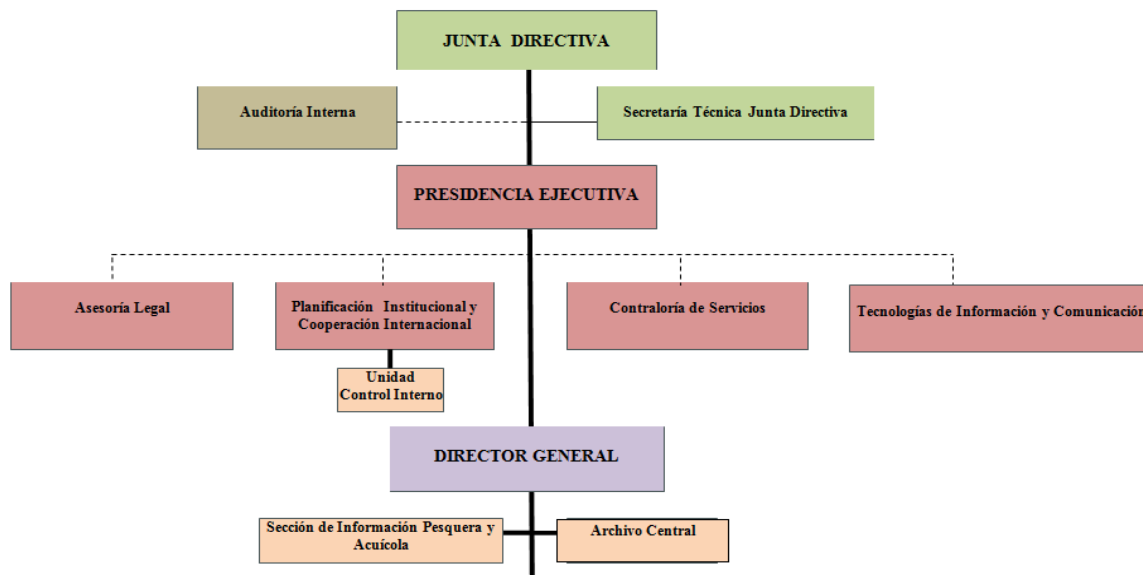 JUNTA DIRECTIVA
Auditoría Interna
Secretaría Técnica Junta Directiva
PRESIDENCIA EJECUTIVA
Asesoría Legal
Planificación Institucional y
Cooperación Internacional
Contraloría de Servicios
Tecnologías de Información y Comunicación
Unidad
Control Interno
DIRECTOR GENERAL
Sección de Información Pesquera y
Acuícola
Archivo Central